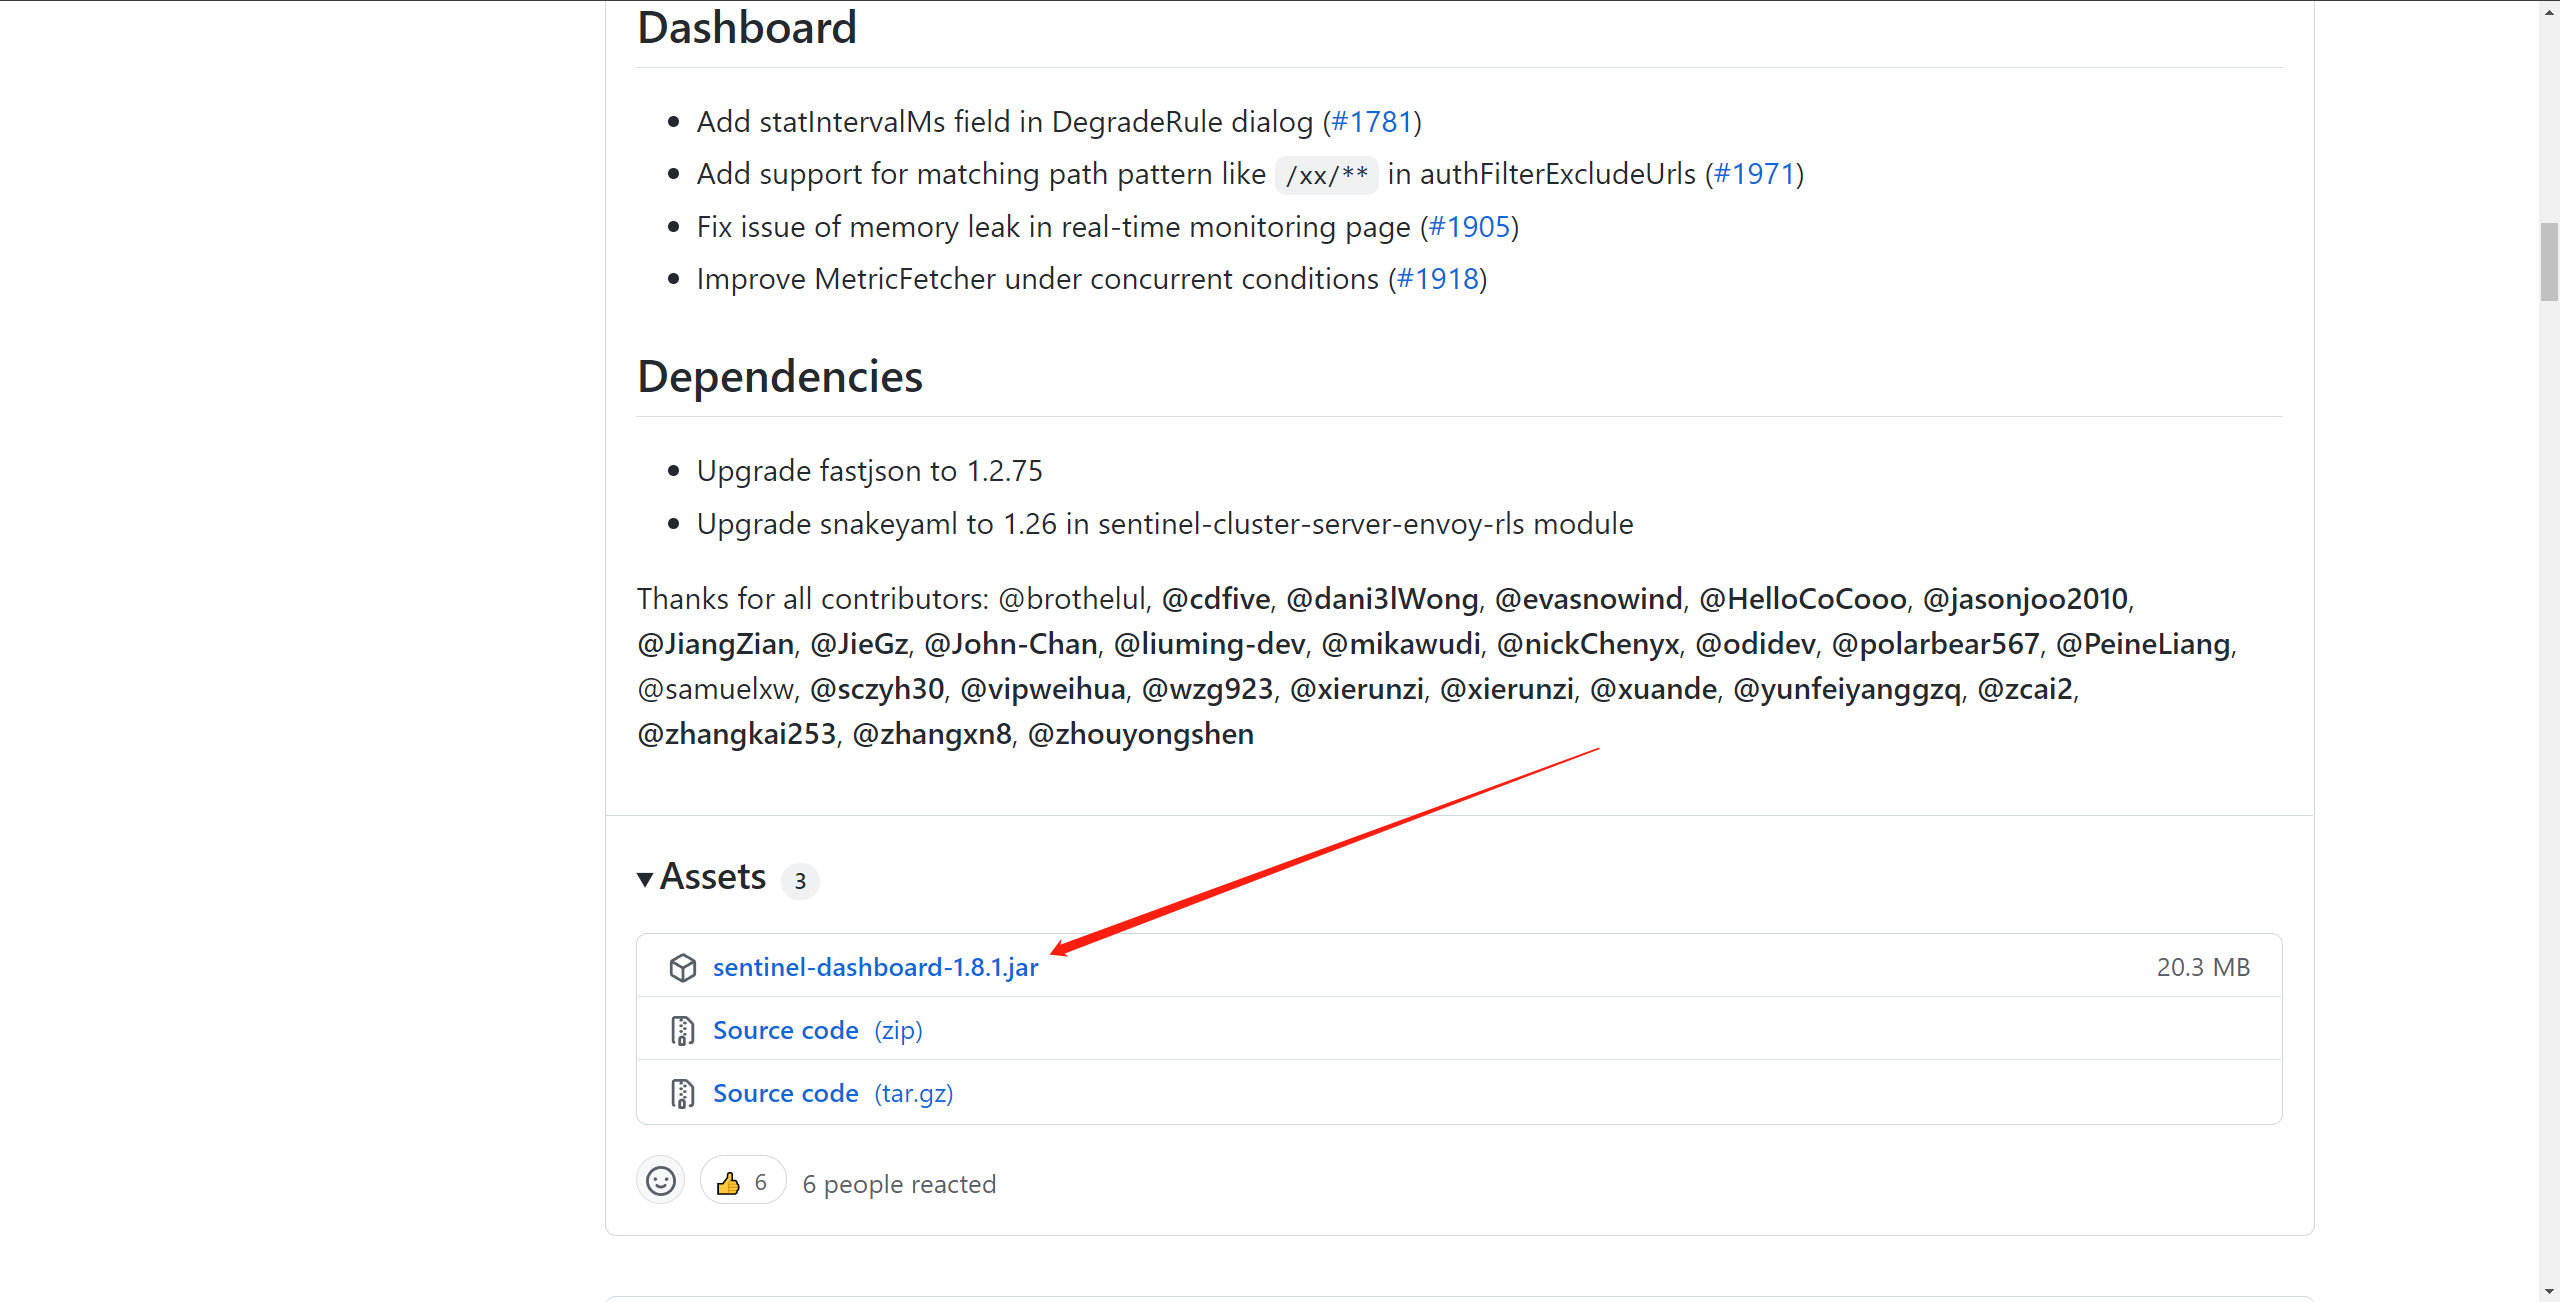 Dashboard
Add statIntervalMs field in DegradeRule dialog (#1781)
Add support for matching path pattern like /xx/** in authFilterExcludeUrls (#1971)
Fix issue of memory leak in real-time monitoring page (#1905)
Improve MetricFetcher under concurrent conditions (#1918)
Dependencies
Upgrade fastjson to 1.2.75
Upgrade snakeyaml to 1.26 in sentinel-cluster-server-envoy-rls module
Thanks for all contributors: @brothelul, @cdfive, @dani3lWong, @evasnowind, @HelloCoCooo, @jasonjoo2010,
@JiangZian, @JieGz, @John-Chan, @liuming-dev, @mikawudi, @nickChenyx, @odidev, @polarbear567, @PeineLiang,
@samuelxw, @sczyh30, @vipweihua, @wzg923, @xierunzi, @xierunzi, @xuande, @yunfeiyanggzq, @zcai2,
@zhangkai253, @zhangxn8, @zhouyongshen
Assets 3
sentinel-dashboard-1.8.1.jar 20.3 MB
Source code (zip)
Source code (tar.gz)
6 6 people reacted